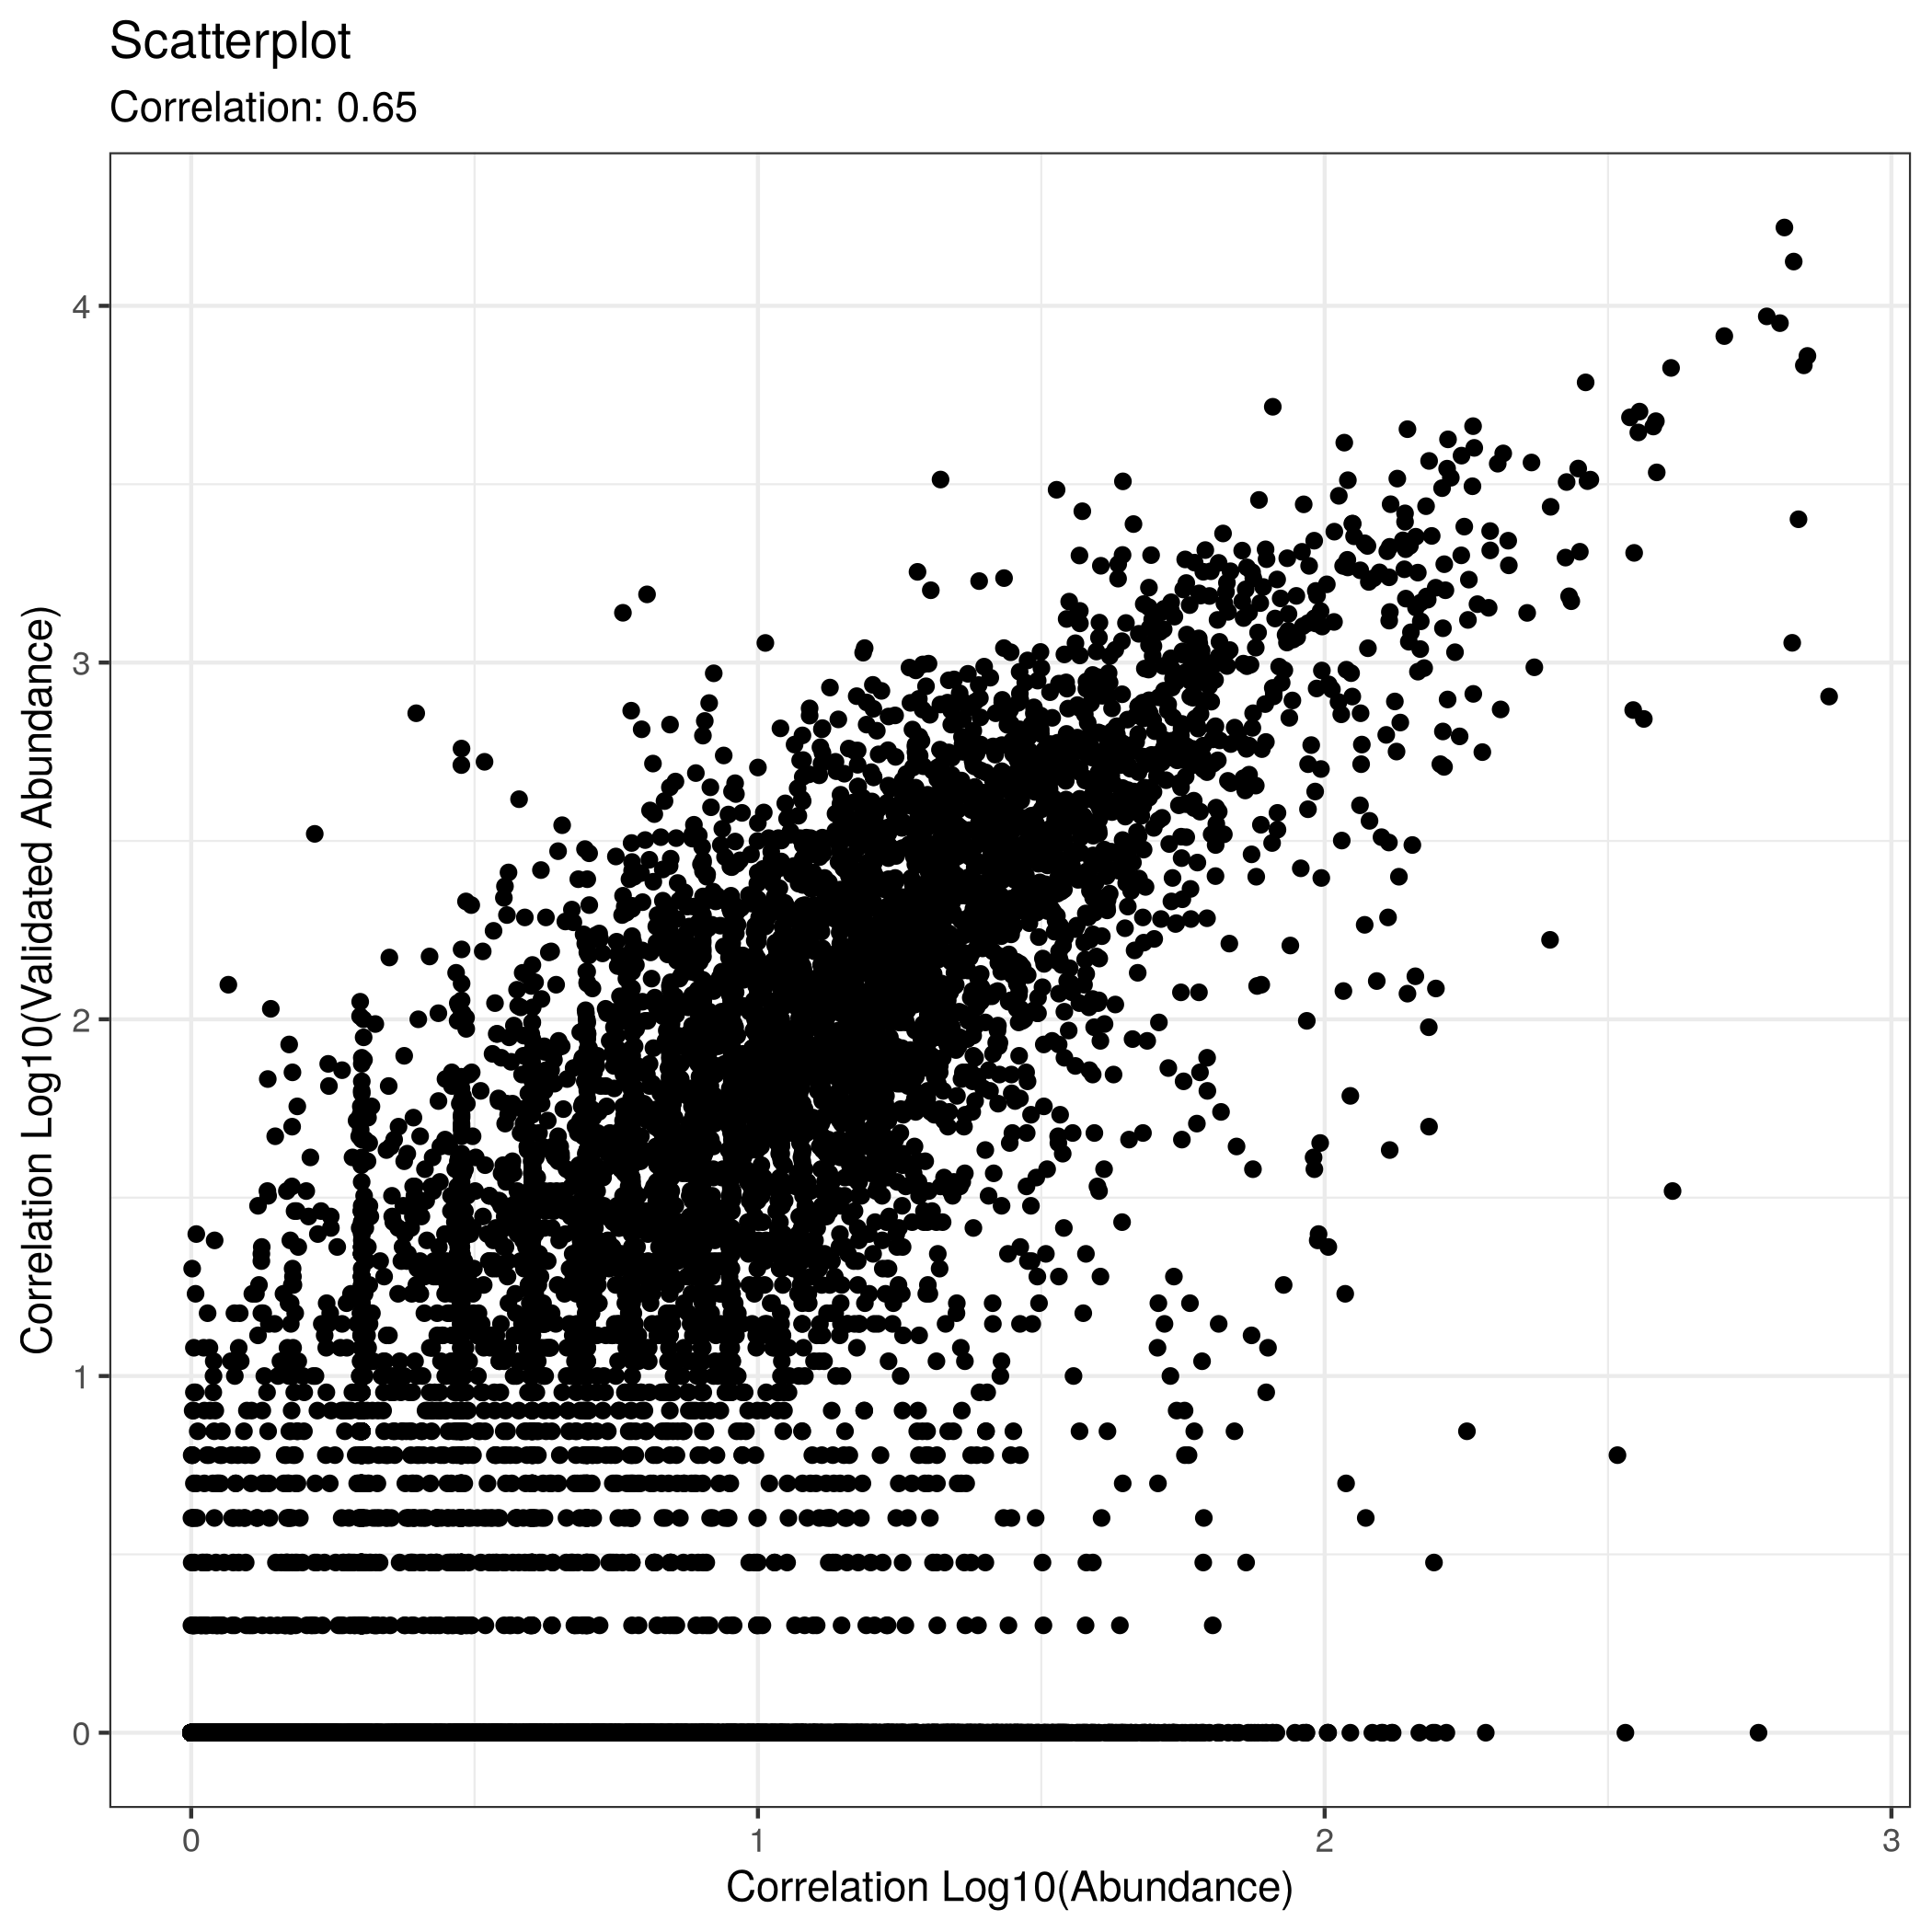 Scatterplot
Correlation: 0.65
Correlation Log10(Validated Abundance)
4
3
2
1
0
0
1
2
3
Correlation Log10(Abundance)